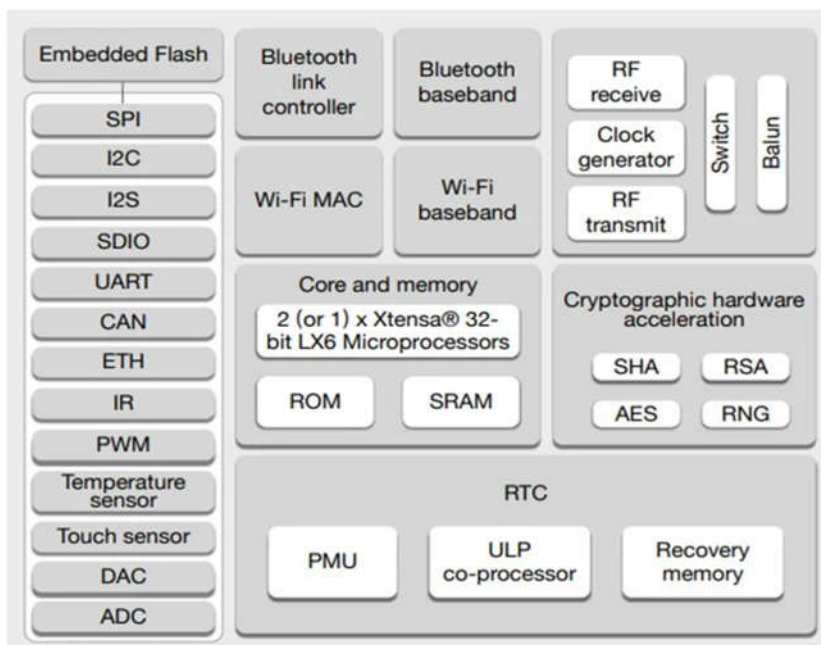 Embedded Flash
SPI
I2C
I2S
SDIO
UART
CAN
ETH
IR
PWM
Temperature
sensor
Touch sensor
DAC
ADC
Bluetooth
link
controller
Bluetooth
baseband
Wi-Fi MAC
Wi-Fi
baseband
RF
receive
Clock
generator
RF
transmit
Switch
Balun
Core and memory
2 (or 1) x Xtensa® 32-
bit LX6 Microprocessors
ROM
SRAM
Cryptographic hardware
acceleration
SHA
RSA
AES
RNG
RTC
PMU
ULP
co-processor
Recovery
memory